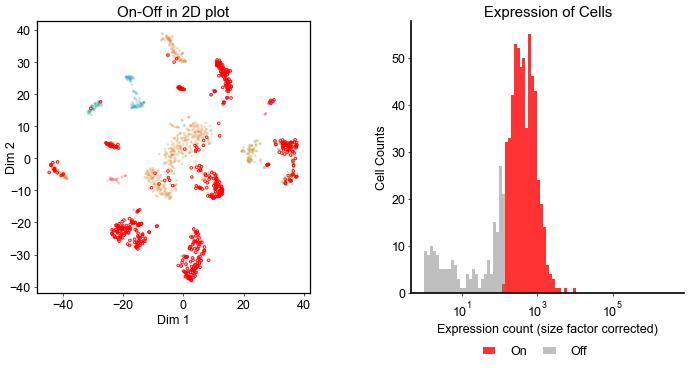 On-Off in 2D plot
40
30
20
10
0
−10
−20
−30
−40
Dim 2
−40 −20 0 20 40
Dim 1
Expression of Cells
50
40
30
20
10
0
Cell Counts
10^1 10^3 10^5
Expression count (size factor corrected)
On Off